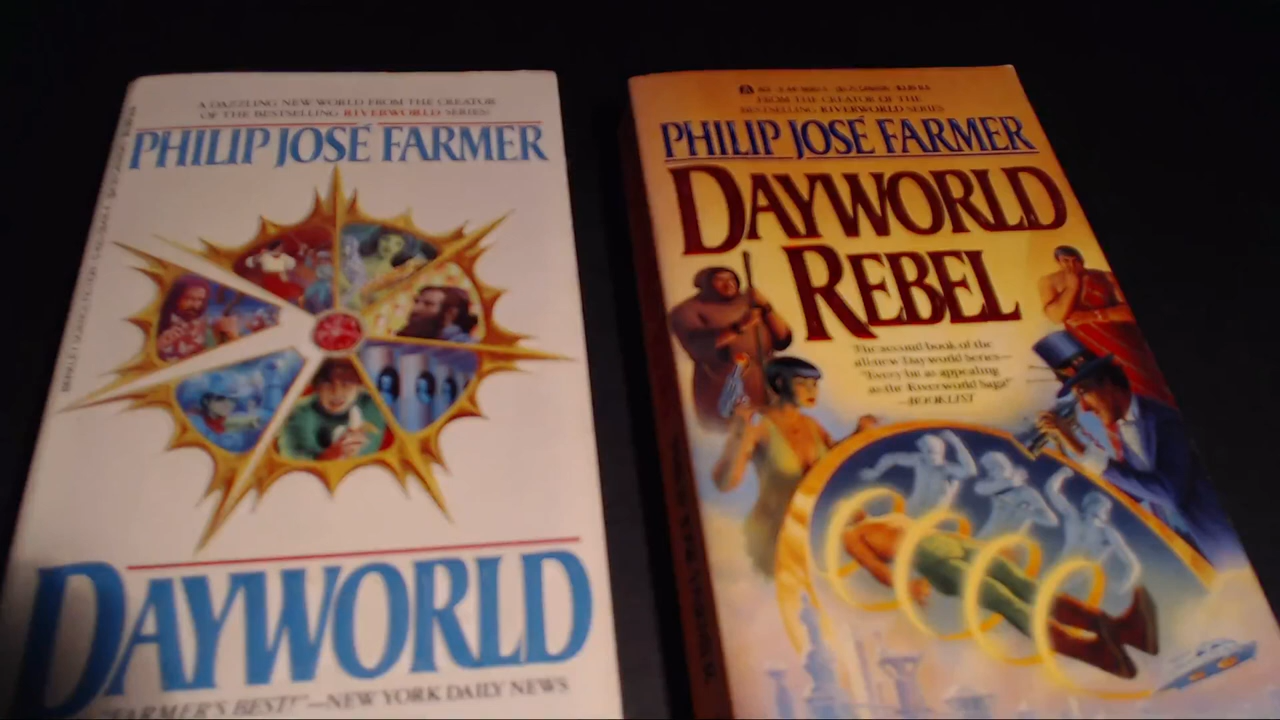 A DAZZLING NEW WORLD FROM THE CREATOR
OF THE BESTSELLING RIVERWORLD SERIES!
PHILIP JOSÉ FARMER
DAYWORLD
"FARMER'S BEST!"—NEW YORK DAILY NEWS
FROM THE CREATOR OF THE
BESTSELLING RIVERWORLD SERIES
PHILIP JOSÉ FARMER
DAYWORLD
REBEL
The second book of the
all-new Dayworld Series—
"Every bit as appealing
as the Riverworld Saga"
—BOOKLIST